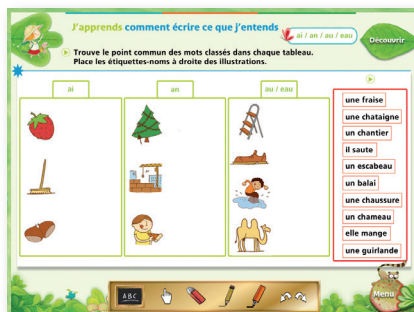 J'apprends comment écrire ce que j'entends
ai / an / au / eau
Découvrir
Trouve le point commun des mots classés dans chaque tableau.
Place les étiquettes-noms à droite des illustrations.
ai
an
au / eau
une fraise
une chataigne
un chantier
il saute
un escabeau
un balai
une chaussure
un chameau
elle mange
une guirlande
ABC
Menu